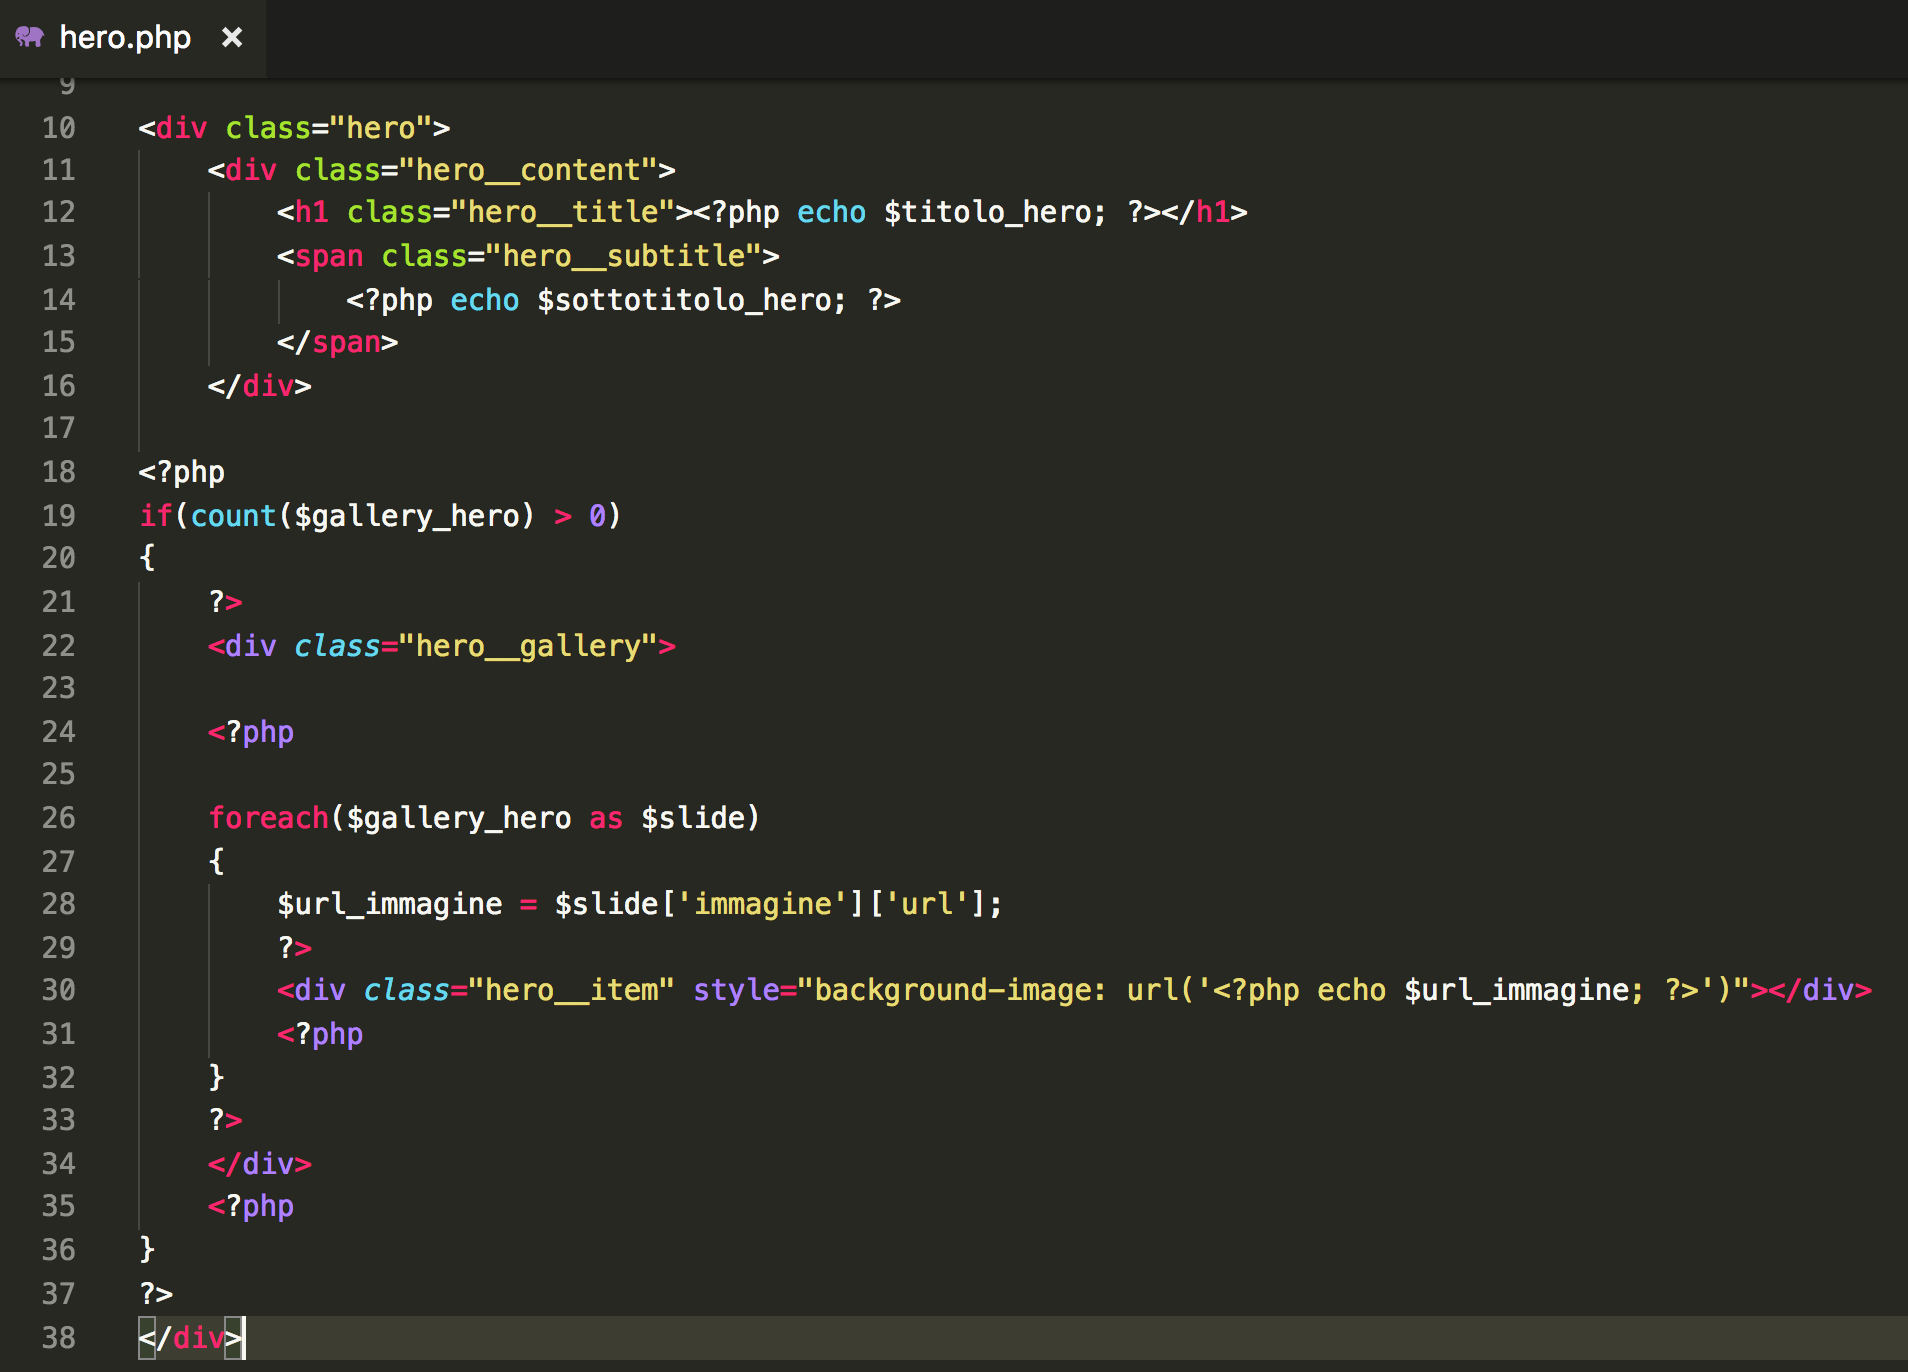 hero.php ×
9
10 <div class="hero">
11     <div class="hero__content">
12         <h1 class="hero__title"><?php echo $titolo_hero; ?></h1>
13         <span class="hero__subtitle">
14             <?php echo $sottotitolo_hero; ?>
15         </span>
16     </div>
17
18 <?php
19 if(count($gallery_hero) > 0)
20 {
21     ?>
22     <div class="hero__gallery">
23
24     <?php
25
26     foreach($gallery_hero as $slide)
27     {
28         $url_immagine = $slide['immagine']['url'];
29         ?>
30         <div class="hero__item" style="background-image: url('<?php echo $url_immagine; ?>')"></div>
31         <?php
32     }
33     ?>
34     </div>
35     <?php
36 }
37 ?>
38 </div>